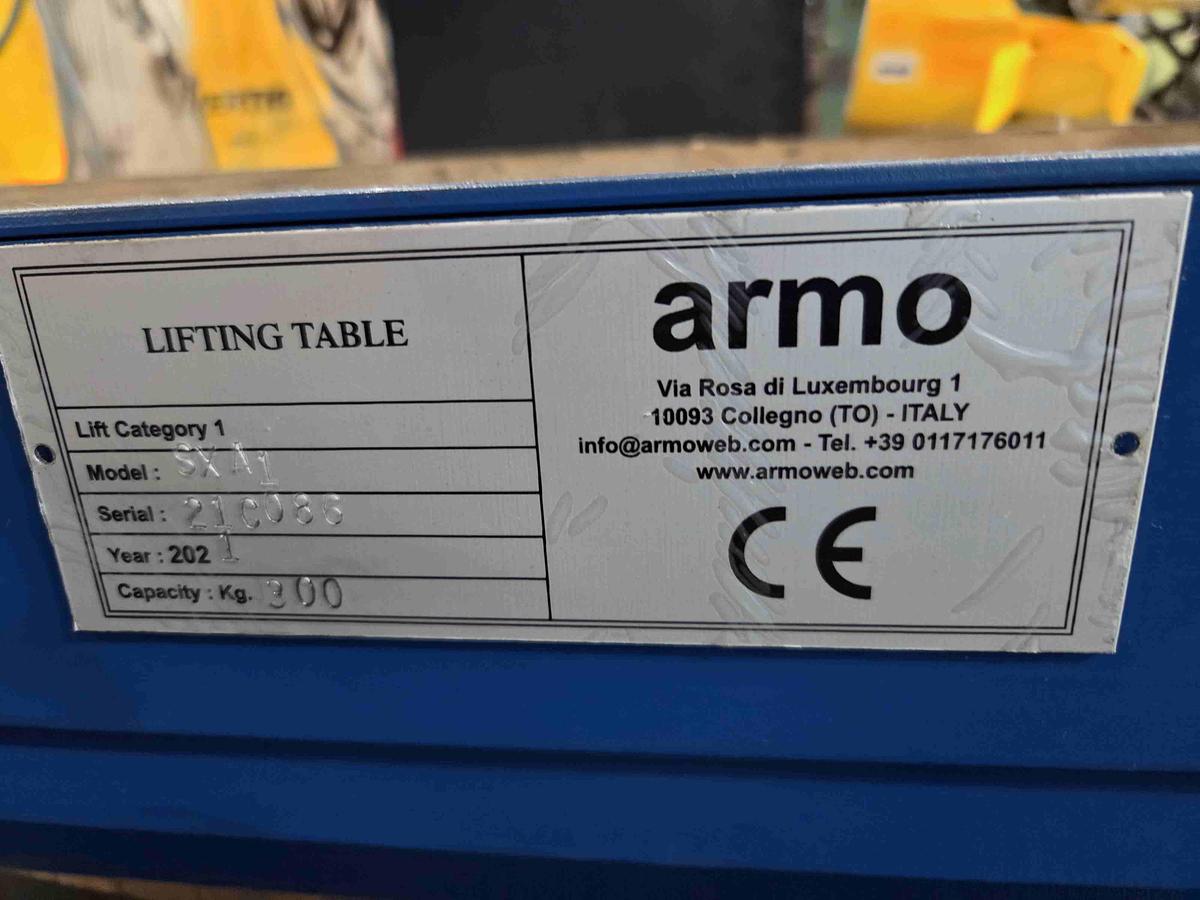 LIFTING TABLE
Lift Category 1
Model : SX A1
Serial : 21C086
Year : 2021
Capacity : Kg. 300
armo
Via Rosa di Luxembourg 1
10093 Collegno (TO) - ITALY
info@armoweb.com - Tel. +39 0117176011
www.armoweb.com
CE